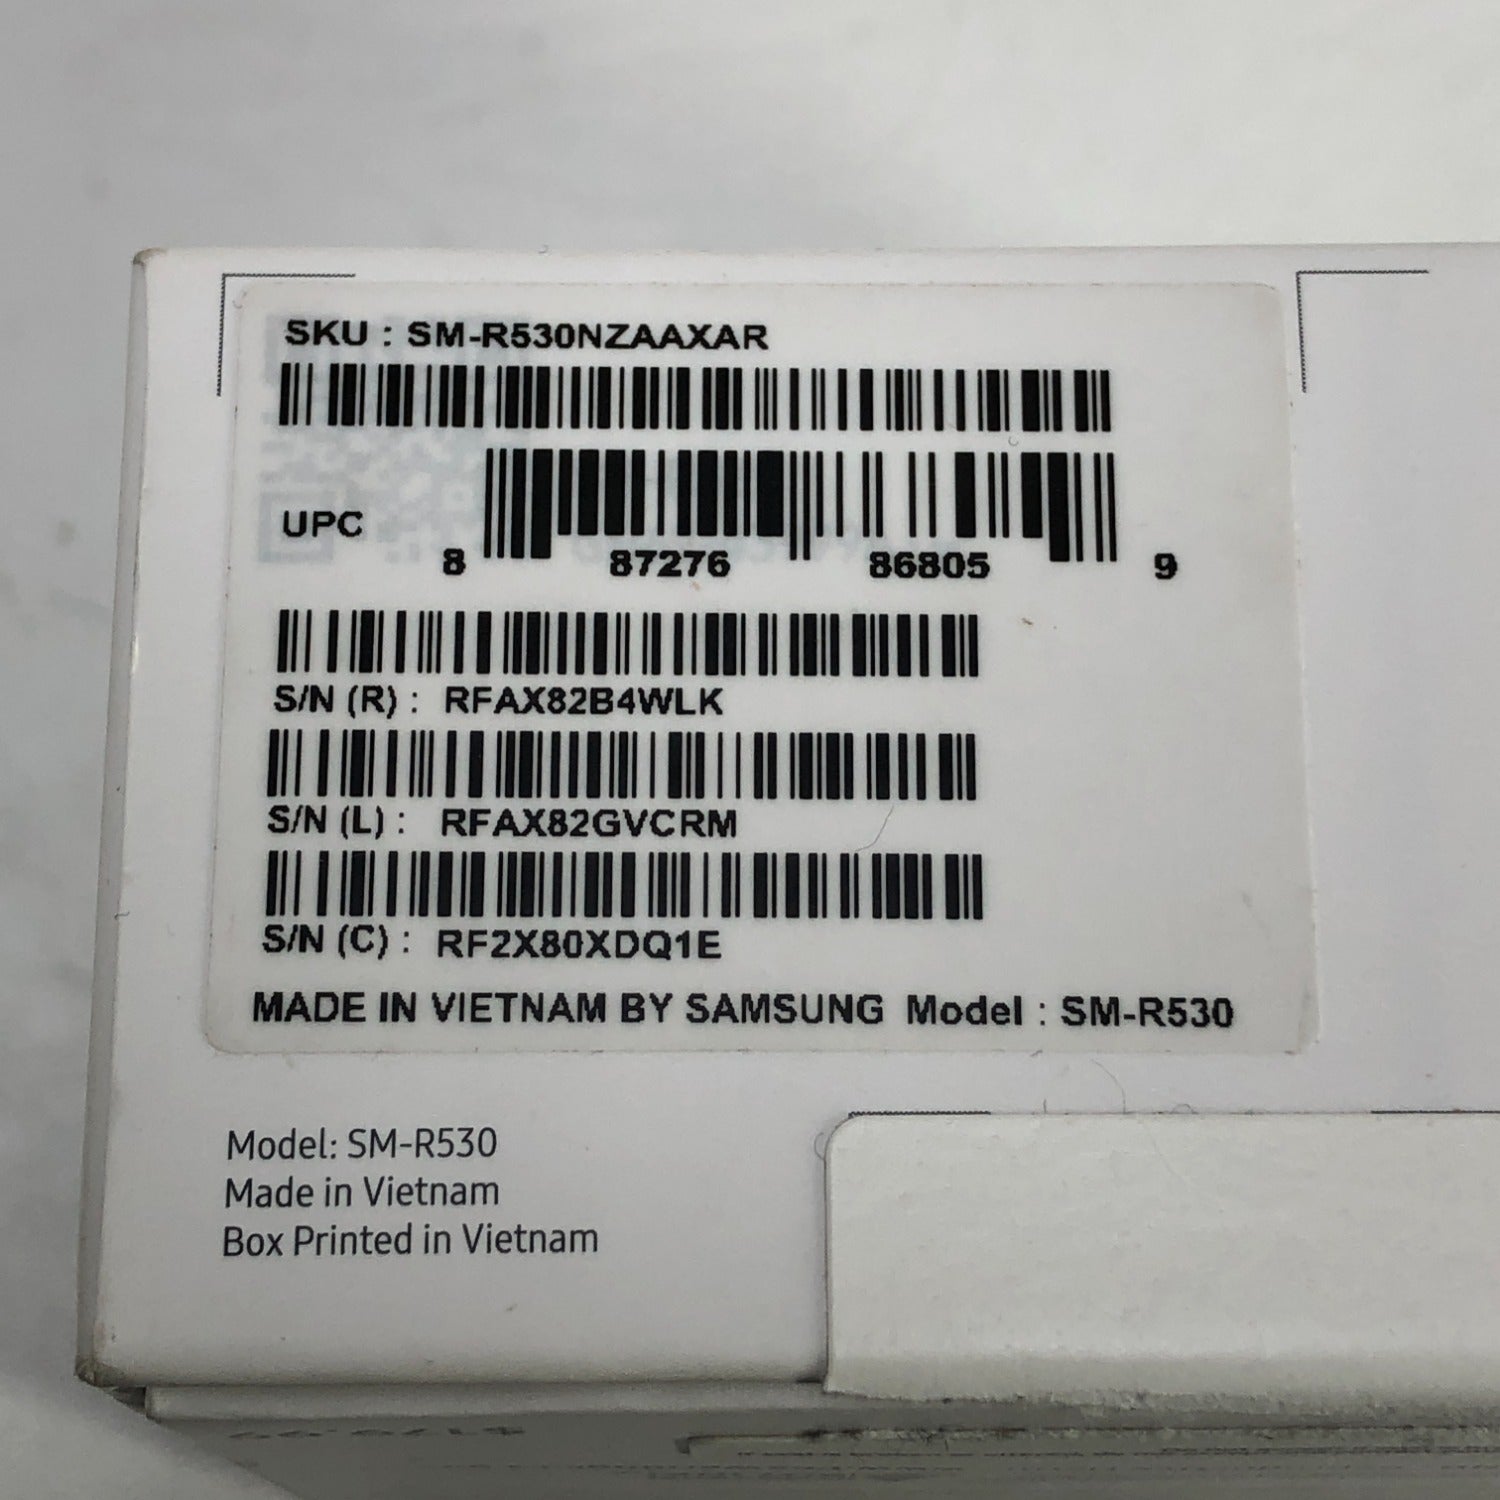 SKU : SM-R530NZAAXAR
UPC
8 87276 86805 9
S/N (R) : RFAX82B4WLK
S/N (L) : RFAX82GVCRM
S/N (C) : RF2X80XDQ1E
MADE IN VIETNAM BY SAMSUNG Model : SM-R530
Model: SM-R530
Made in Vietnam
Box Printed in Vietnam